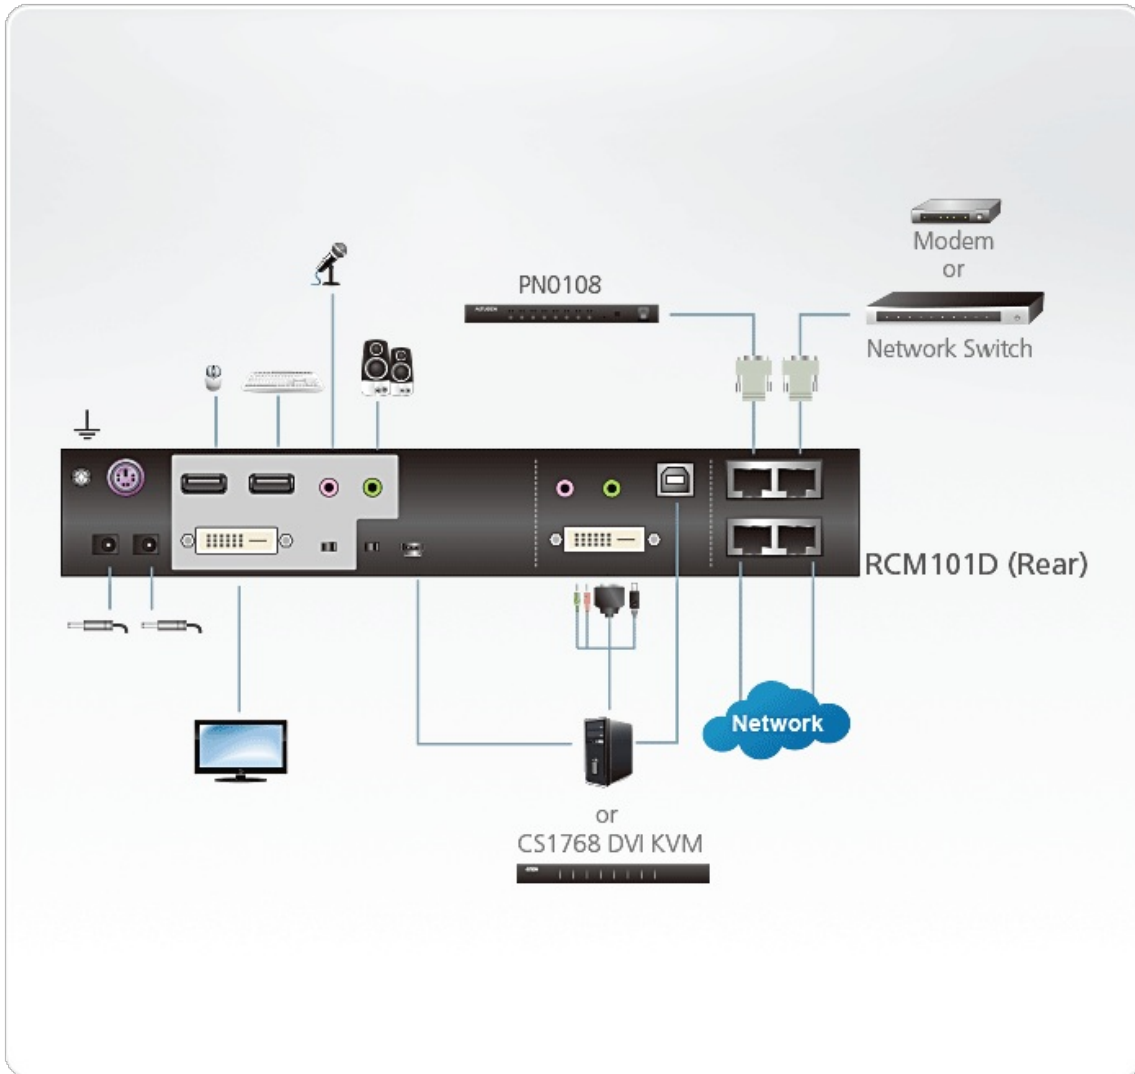 Modem
or
PN0108
Network Switch
RCM101D (Rear)
Network
or
CS1768 DVI KVM